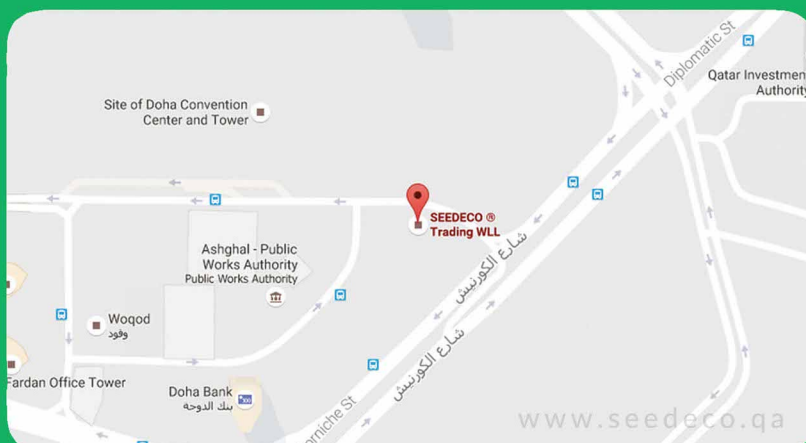 Diplomatic St
Qatar Investmen
Authority
Site of Doha Convention
Center and Tower
SEEDECO ®
Trading WLL
شارع الكورنيش
Ashghal - Public
Works Authority
Public Works Authority
Woqod
وقود
شارع الكورنيش
Fardan Office Tower
Doha Bank
بنك الدوحة
orniche St
www.seedeco.qa